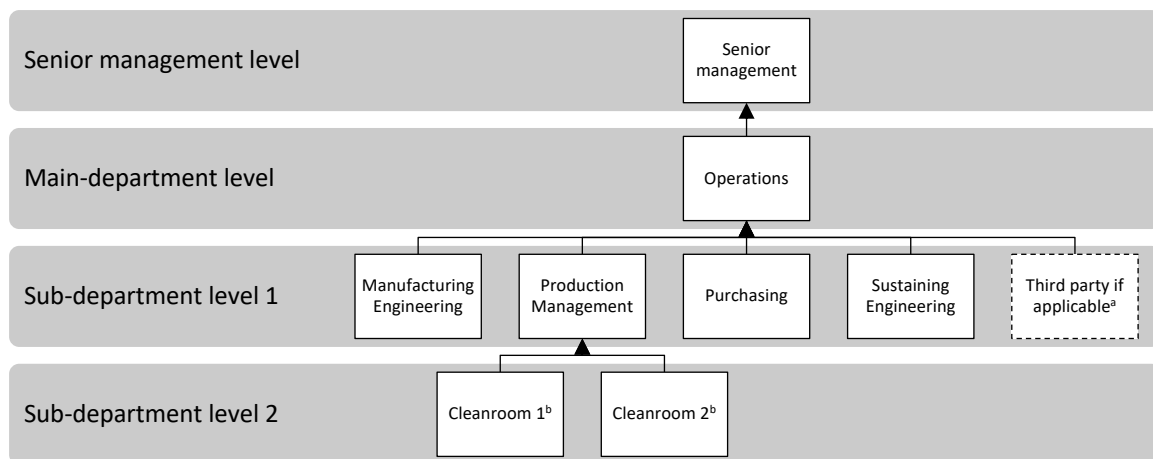 Senior management level
Senior
management
Main-department level
Operations
Sub-department level 1
Manufacturing
Engineering
Production
Management
Purchasing
Sustaining
Engineering
Third party if
applicableᵃ
Sub-department level 2
Cleanroom 1ᵇ
Cleanroom 2ᵇ